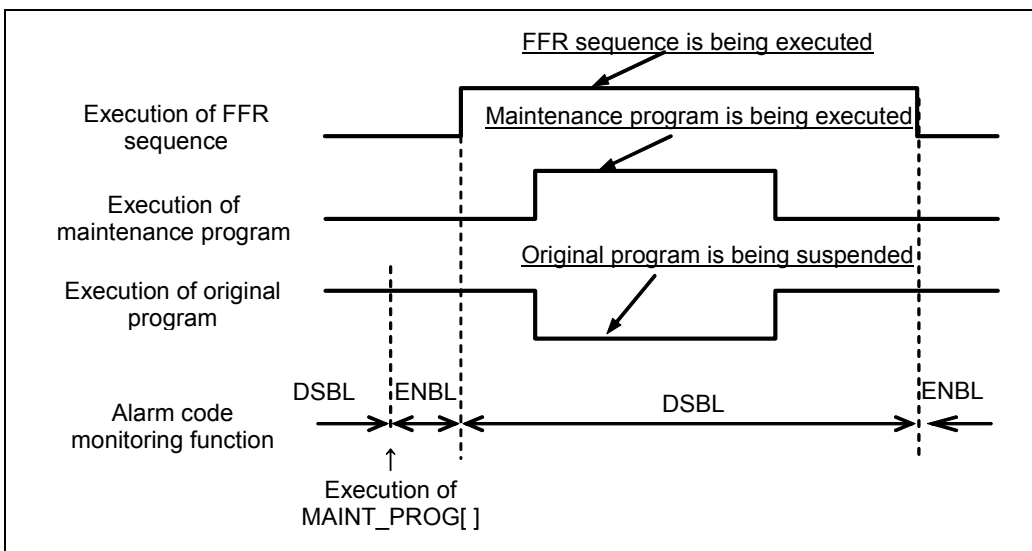 FFR sequence is being executed
Execution of FFR
sequence
Maintenance program is being executed
Execution of
maintenance program
Original program is being suspended
Execution of original
program
DSBL
ENBL
DSBL
ENBL
Alarm code
monitoring function
↑
Execution of
MAINT_PROG[ ]